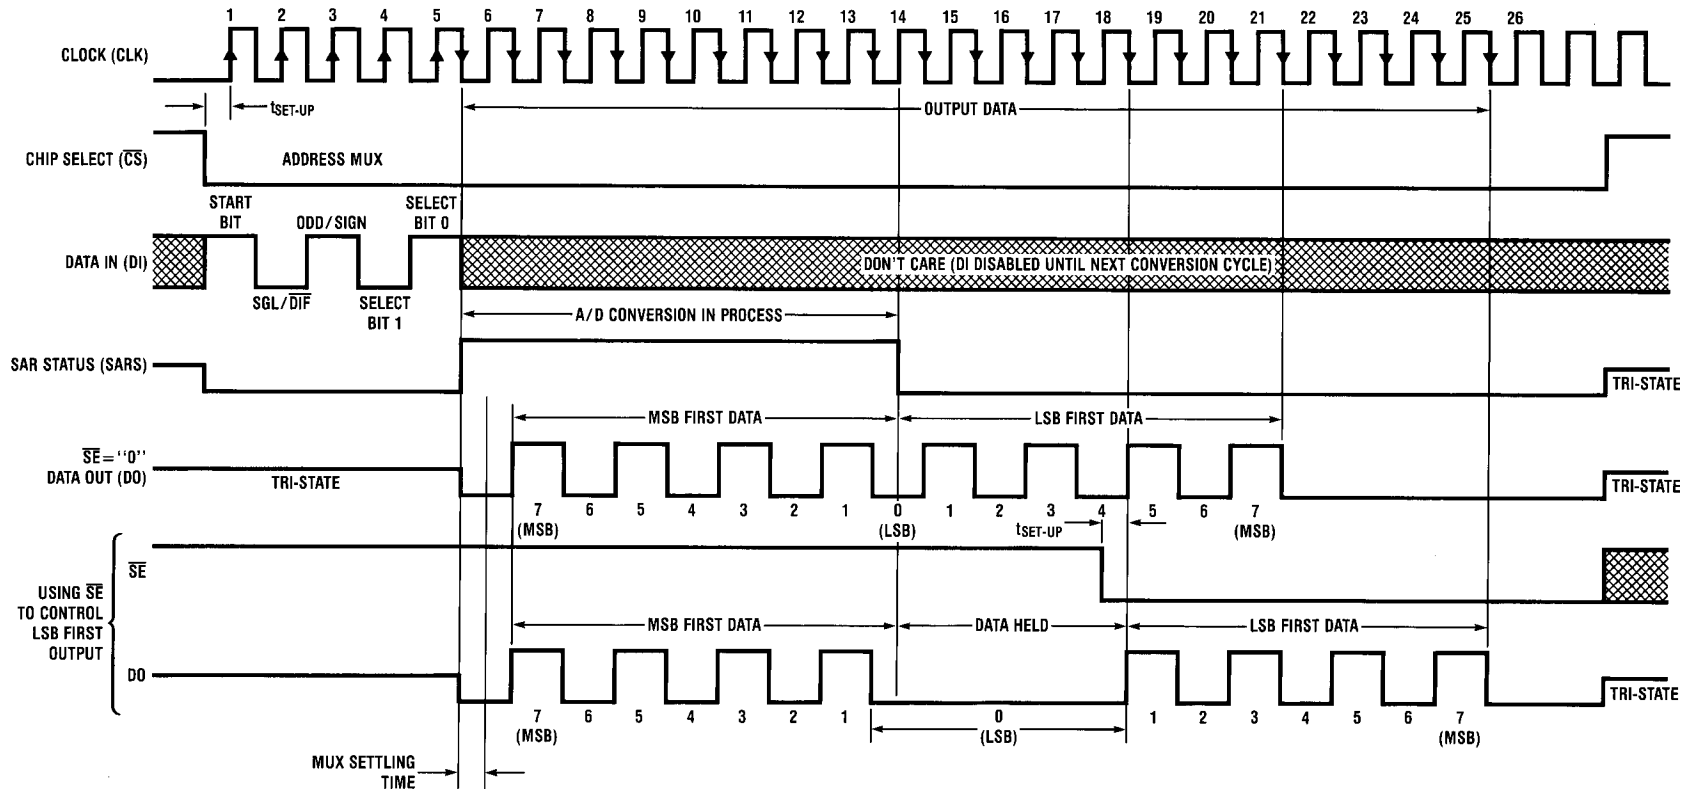 1 2 3 4 5 6 7 8 9 10 11 12 13 14 15 16 17 18 19 20 21 22 23 24 25 26
CLOCK (CLK)
tSET-UP
OUTPUT DATA
CHIP SELECT (C̅S̅)
ADDRESS MUX
START
BIT
ODD/SIGN
SELECT
BIT 0
DATA IN (DI)
DON'T CARE (DI DISABLED UNTIL NEXT CONVERSION CYCLE)
SGL/D̅I̅F̅
SELECT
BIT 1
A/D CONVERSION IN PROCESS
SAR STATUS (SARS)
TRI-STATE
MSB FIRST DATA
LSB FIRST DATA
S̅E̅="0"
DATA OUT (DO)
TRI-STATE
TRI-STATE
7 6 5 4 3 2 1 0 1 2 3 4 5 6 7
(MSB) (LSB) (MSB)
tSET-UP
S̅E̅
USING S̅E̅
TO CONTROL
LSB FIRST
OUTPUT
MSB FIRST DATA
DATA HELD
LSB FIRST DATA
DO
TRI-STATE
7 6 5 4 3 2 1 0 1 2 3 4 5 6 7
(MSB) (LSB) (MSB)
MUX SETTLING
TIME